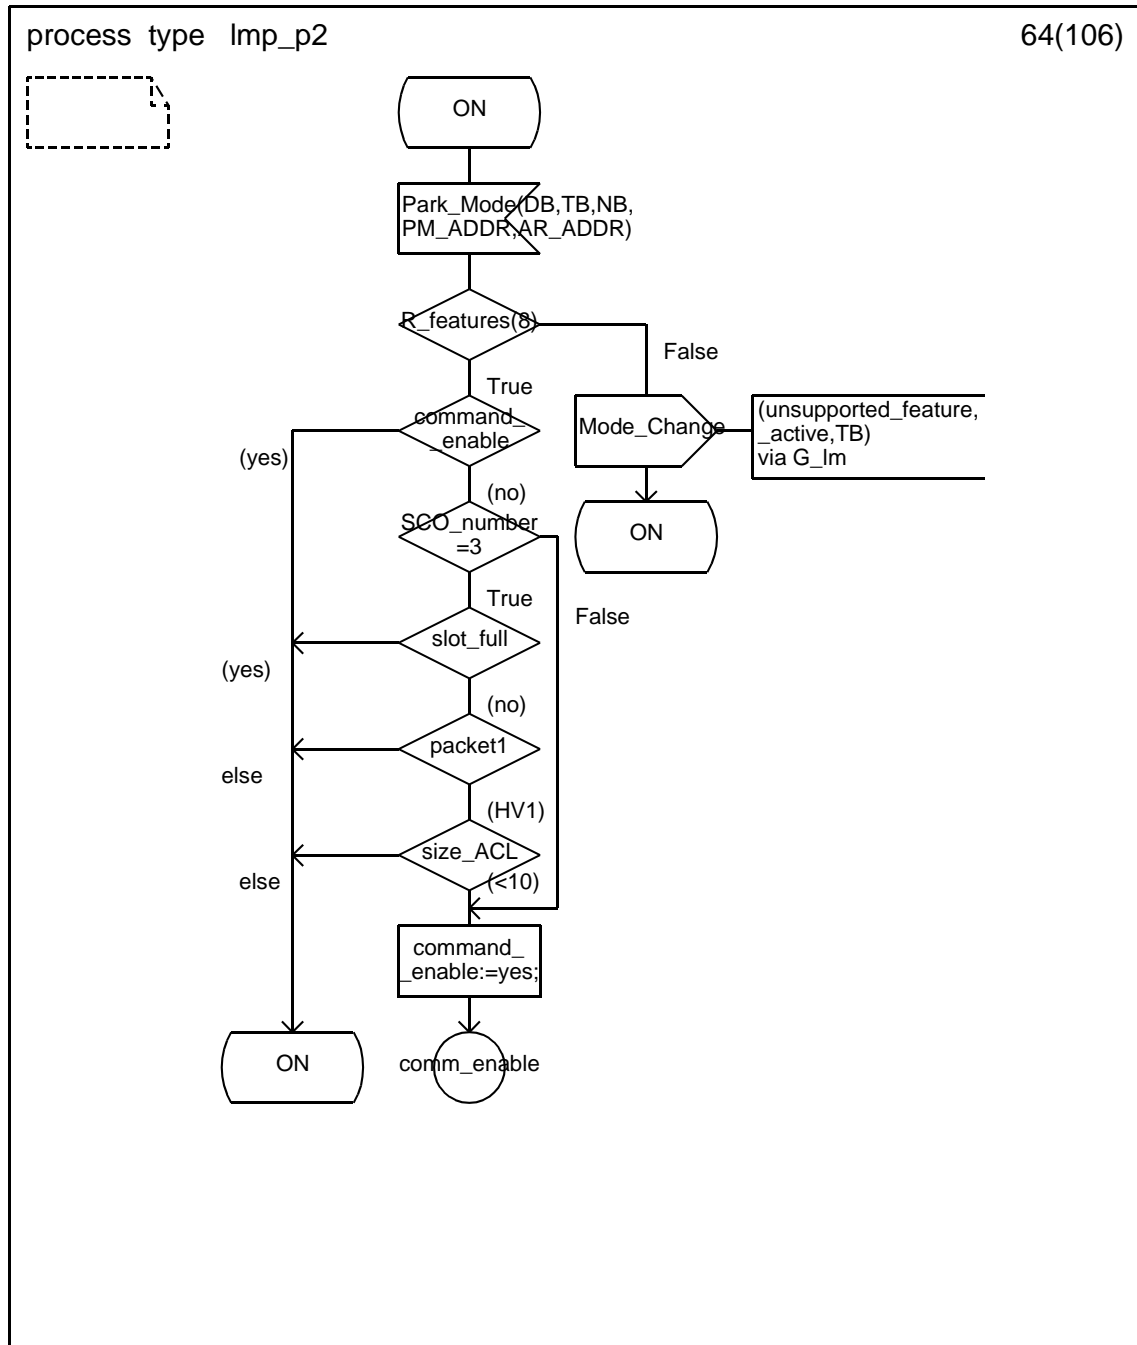 process type lmp_p2
64(106)
ON
Park_Mode(DB,TB,NB,
PM_ADDR,AR_ADDR)
R_features(8)
False
True
command_
_enable
(yes)
Mode_Change
(unsupported_feature,
_active,TB)
via G_lm
(no)
SCO_number
=3
ON
True
False
slot_full
(yes)
(no)
packet1
else
(HV1)
size_ACL
else
(<10)
command_
_enable:=yes;
ON
comm_enable